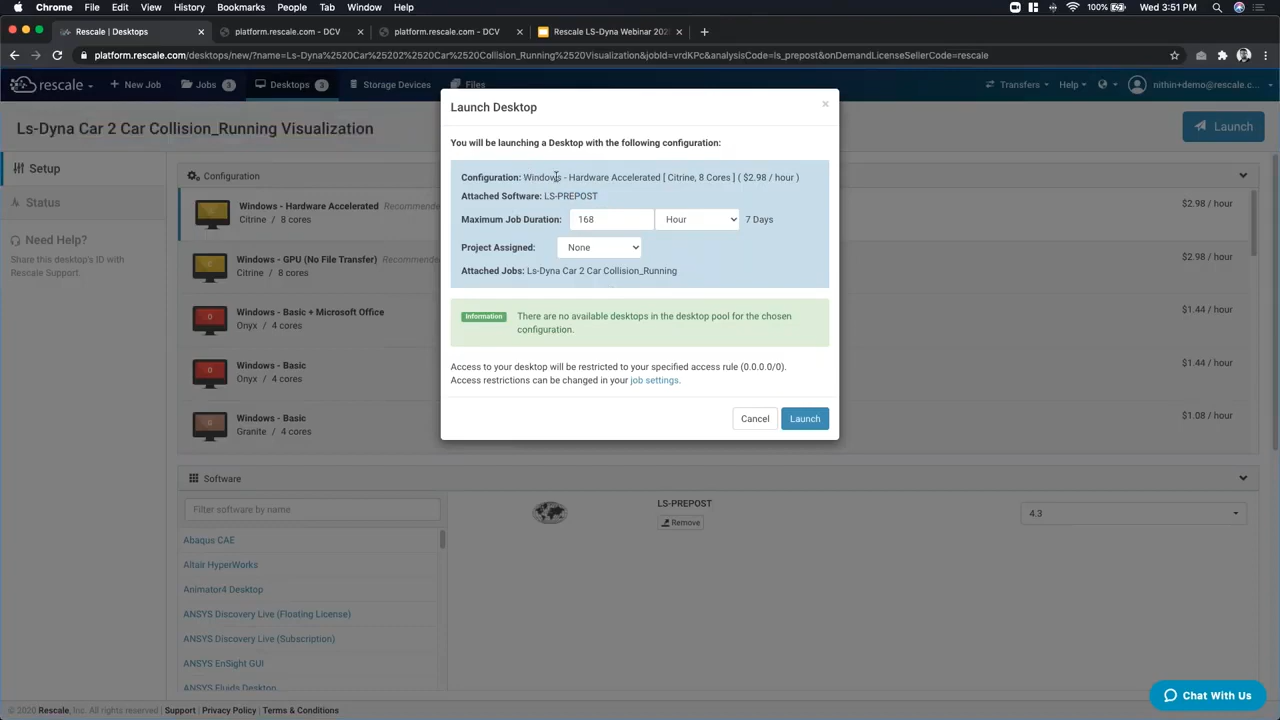 Chrome File Edit View History Bookmarks People Tab Window Help
100% Wed 3:51 PM
Rescale | Desktops
platform.rescale.com - DCV
platform.rescale.com - DCV
Rescale LS-Dyna Webinar 202
platform.rescale.com/desktops/new/?name=Ls-Dyna%20Car%202%20Car%20Collision_Running%20Visualization&jobId=vrdKPc&analysisCode=ls_prepost&onDemandLicenseSellerCode=rescale
rescale
New Job
Jobs 3
Desktops 3
Storage Devices
Files
Transfers
Help
nithin+demo@rescale.c...
Ls-Dyna Car 2 Car Collision_Running Visualization
Launch
Setup
Status
Need Help?
Share this desktop's ID with
Rescale Support.
Configuration
Windows - Hardware Accelerated Recommende
Citrine / 8 cores
$2.98 / hour
Windows - GPU (No File Transfer) Recommende
Citrine / 8 cores
$2.98 / hour
0
Windows - Basic + Microsoft Office
Onyx / 4 cores
$1.44 / hour
0
Windows - Basic
Onyx / 4 cores
$1.44 / hour
0
Windows - Basic
Granite / 4 cores
$1.08 / hour
Launch Desktop
×
You will be launching a Desktop with the following configuration:
Configuration: Windows - Hardware Accelerated [ Citrine, 8 Cores ] ( $2.98 / hour )
Attached Software: LS-PREPOST
Maximum Job Duration: 168 Hour 7 Days
Project Assigned: None
Attached Jobs: Ls-Dyna Car 2 Car Collision_Running
Information There are no available desktops in the desktop pool for the chosen
configuration.
Access to your desktop will be restricted to your specified access rule (0.0.0.0/0).
Access restrictions can be changed in your job settings.
Cancel
Launch
Software
Filter software by name
Abaqus CAE
Altair HyperWorks
Animator4 Desktop
ANSYS Discovery Live (Floating License)
ANSYS Discovery Live (Subscription)
ANSYS EnSight GUI
ANSYS Fluids Desktop
LS-PREPOST
Remove
4.3
Chat With Us
© 2020 Rescale, Inc. All rights reserved | Support | Privacy Policy | Terms & Conditions